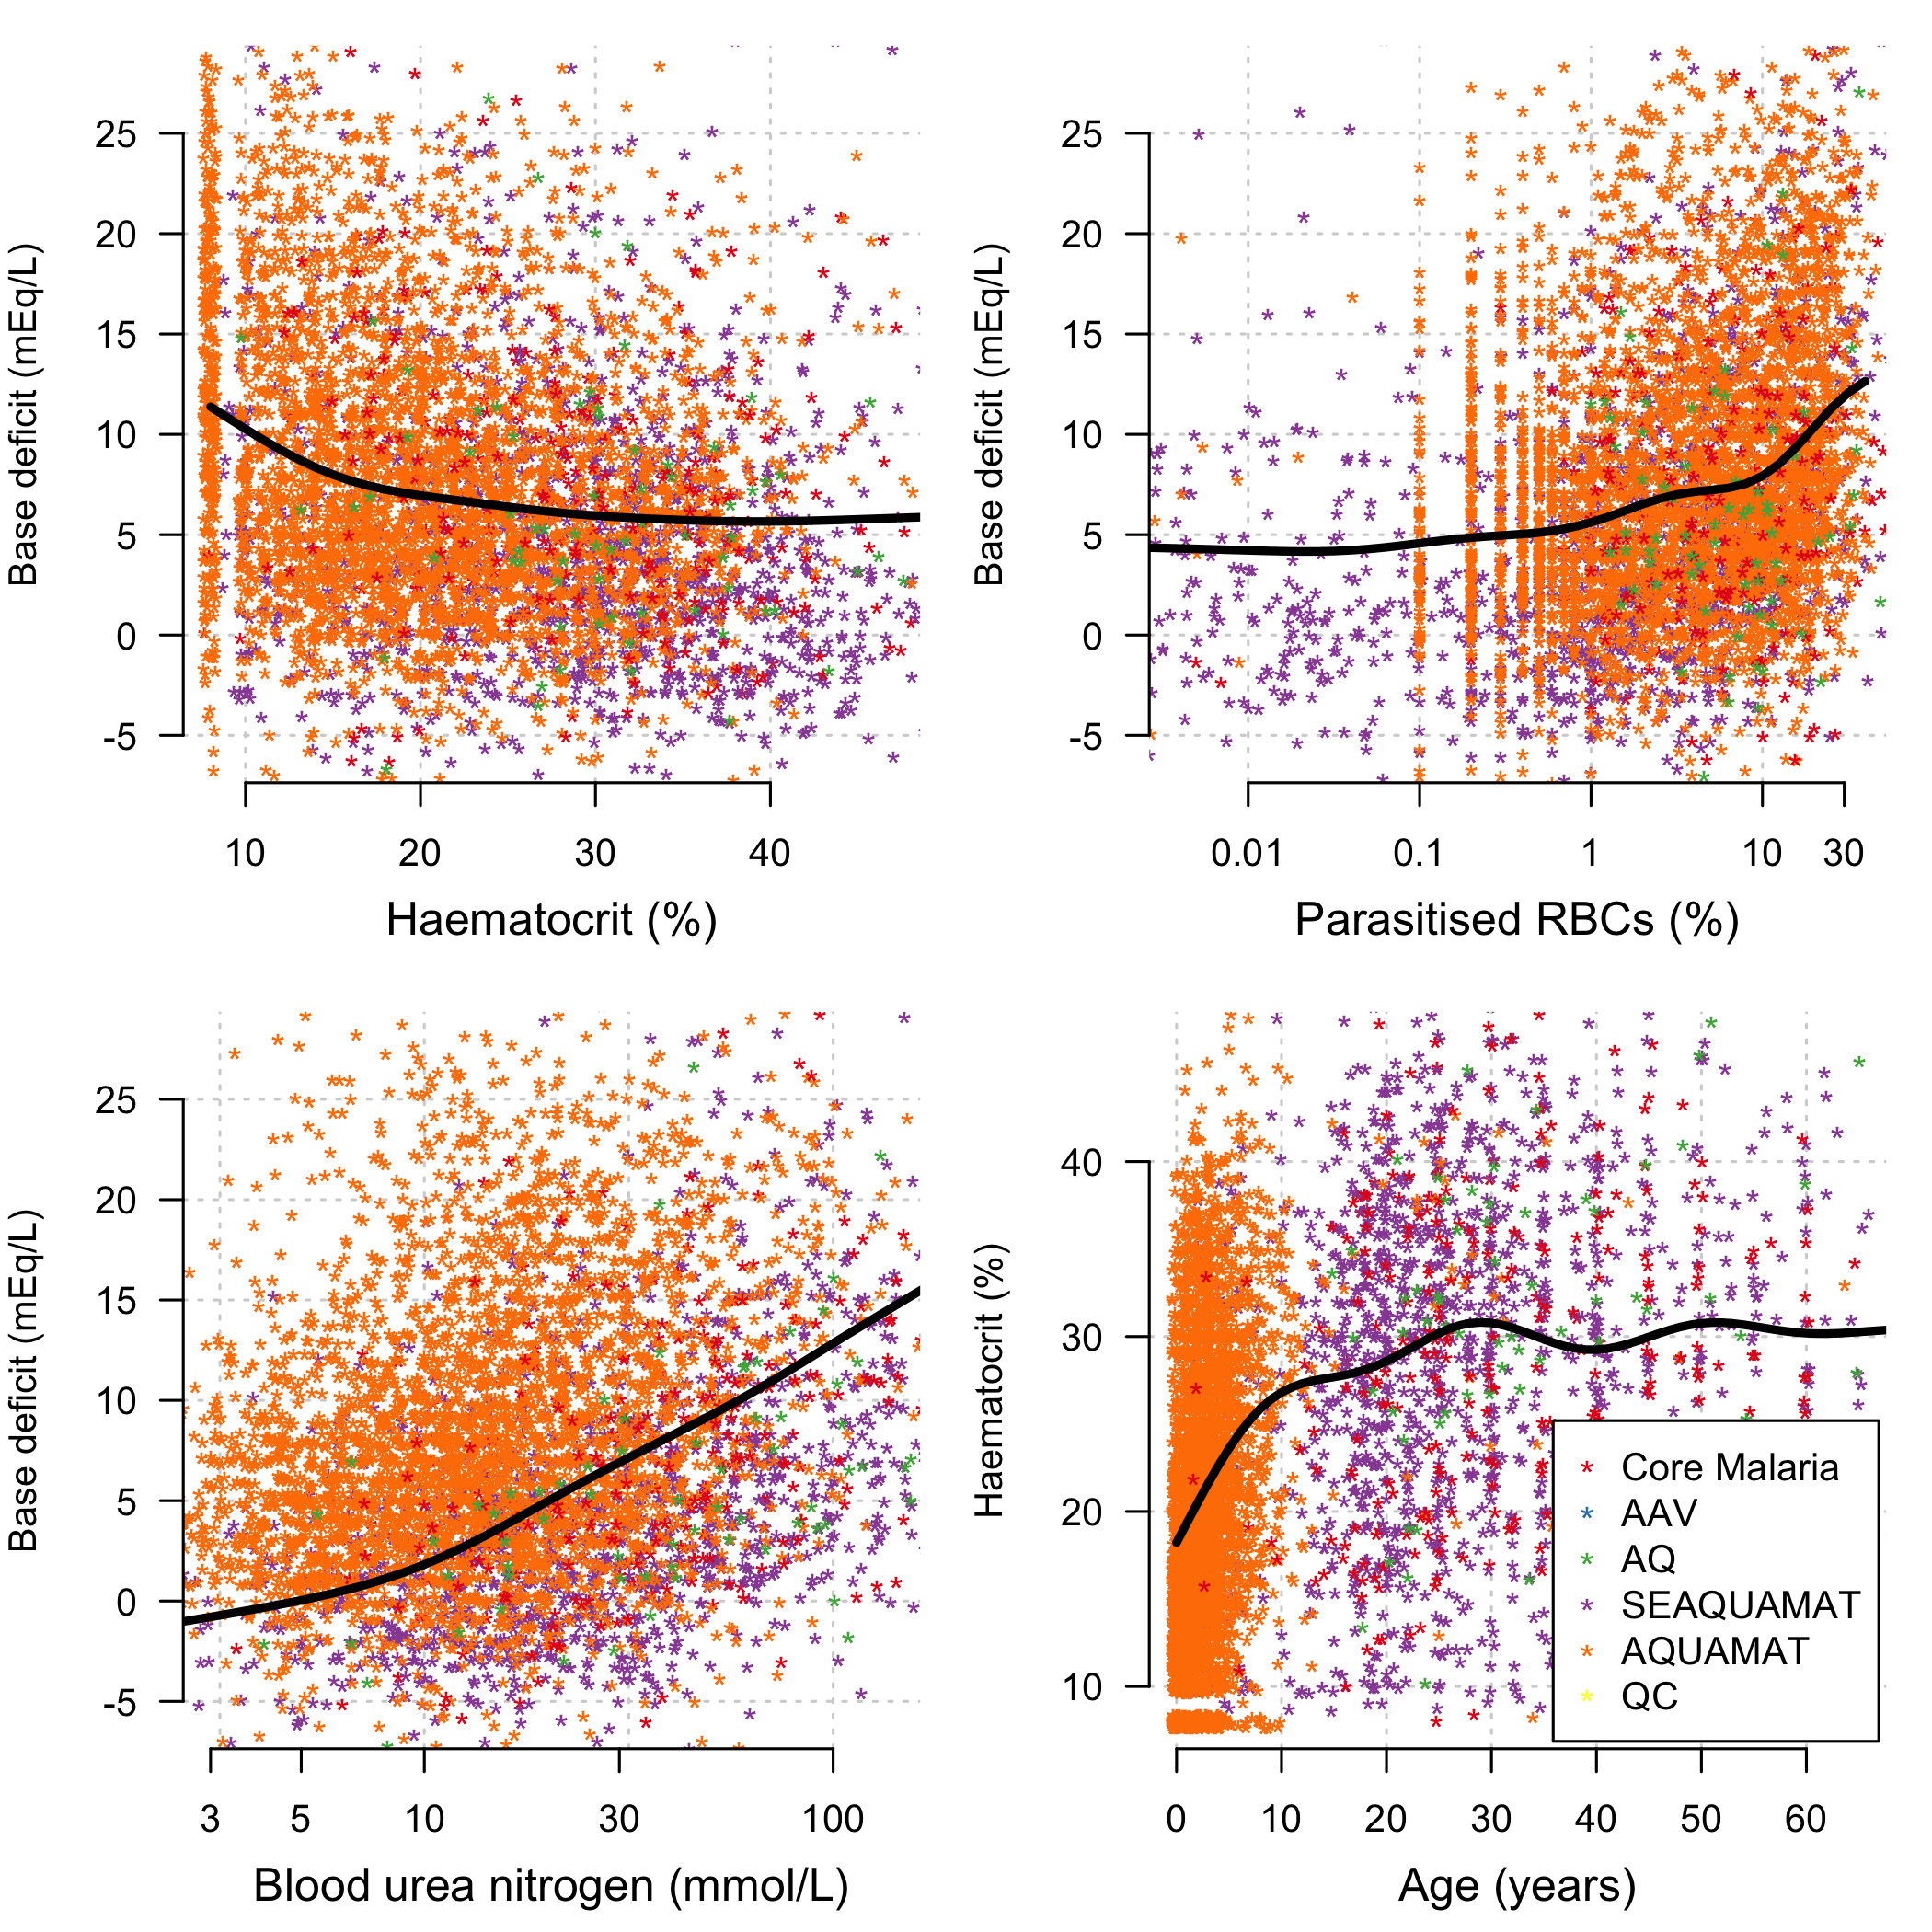 Base deficit (mEq/L)
25
20
15
10
5
0
-5
10 20 30 40
Haematocrit (%)
Base deficit (mEq/L)
25
20
15
10
5
0
-5
0.01 0.1 1 10 30
Parasitised RBCs (%)
Base deficit (mEq/L)
25
20
15
10
5
0
-5
3 5 10 30 100
Blood urea nitrogen (mmol/L)
Haematocrit (%)
40
30
20
10
0 10 20 30 40 50 60
Age (years)
Core Malaria
AAV
AQ
SEAQUAMAT
AQUAMAT
QC